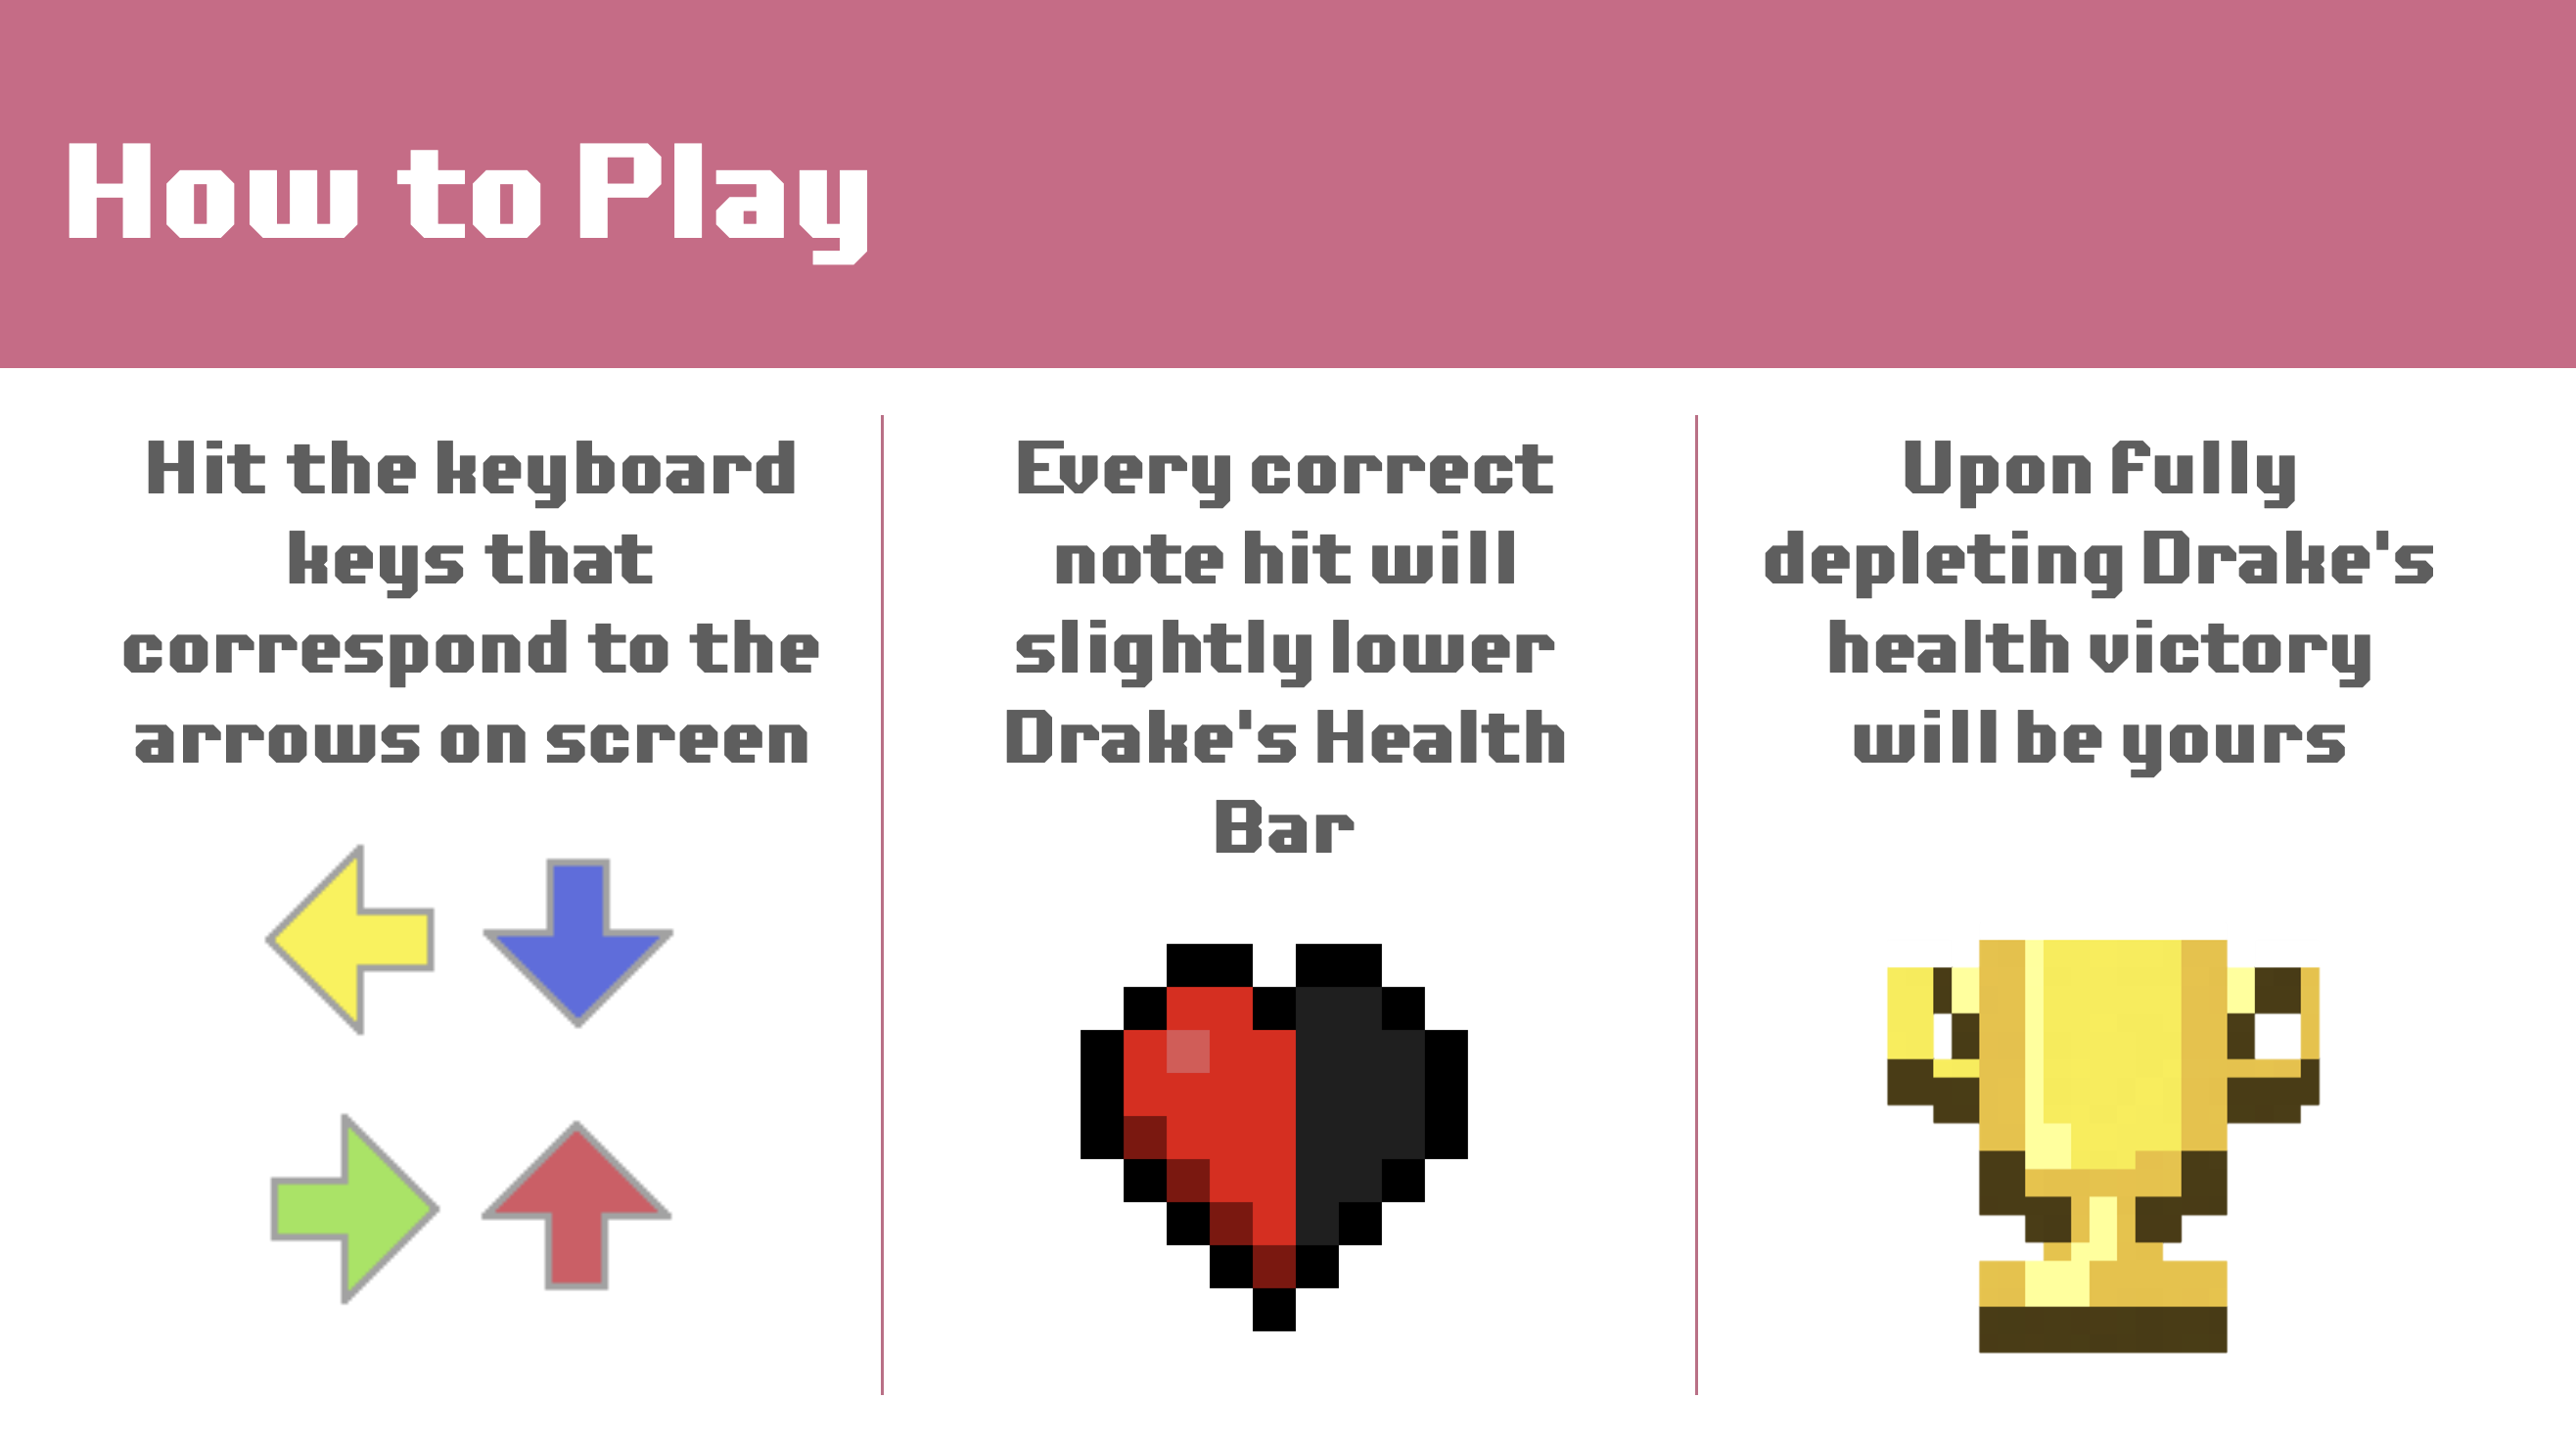 How to Play
Hit the keyboard
keys that
correspond to the
arrows on screen
Every correct
note hit will
slightly lower
Drake's Health
Bar
Upon fully
depleting Drake's
health victory
will be yours